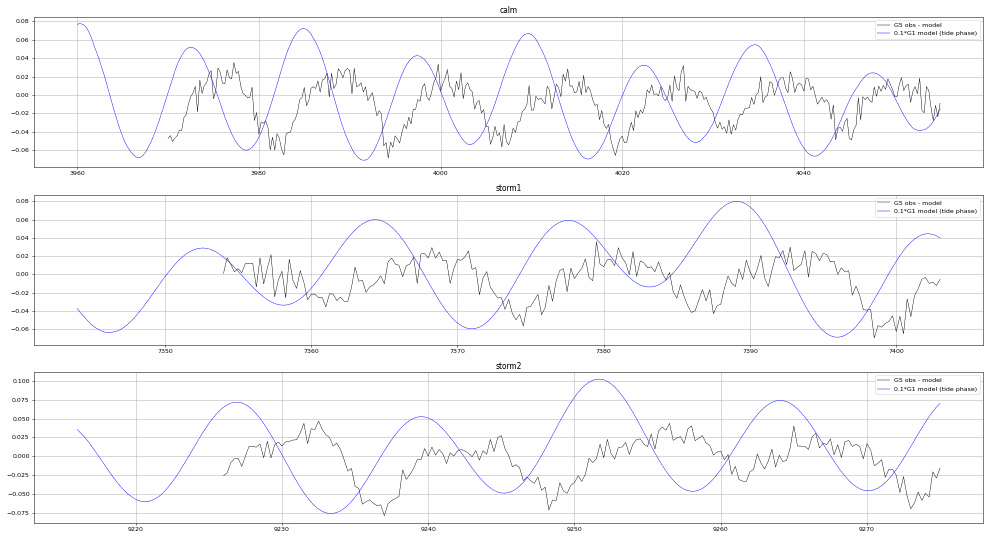 calm
0.08
0.06
0.04
0.02
0.00
−0.02
−0.04
−0.06
G5 obs - model
0.1*G1 model (tide phase)
3960 3980 4000 4020 4040
storm1
0.08
0.06
0.04
0.02
0.00
−0.02
−0.04
−0.06
G5 obs - model
0.1*G1 model (tide phase)
7350 7360 7370 7380 7390 7400
storm2
0.100
0.075
0.050
0.025
0.000
−0.025
−0.050
−0.075
G5 obs - model
0.1*G1 model (tide phase)
9220 9230 9240 9250 9260 9270